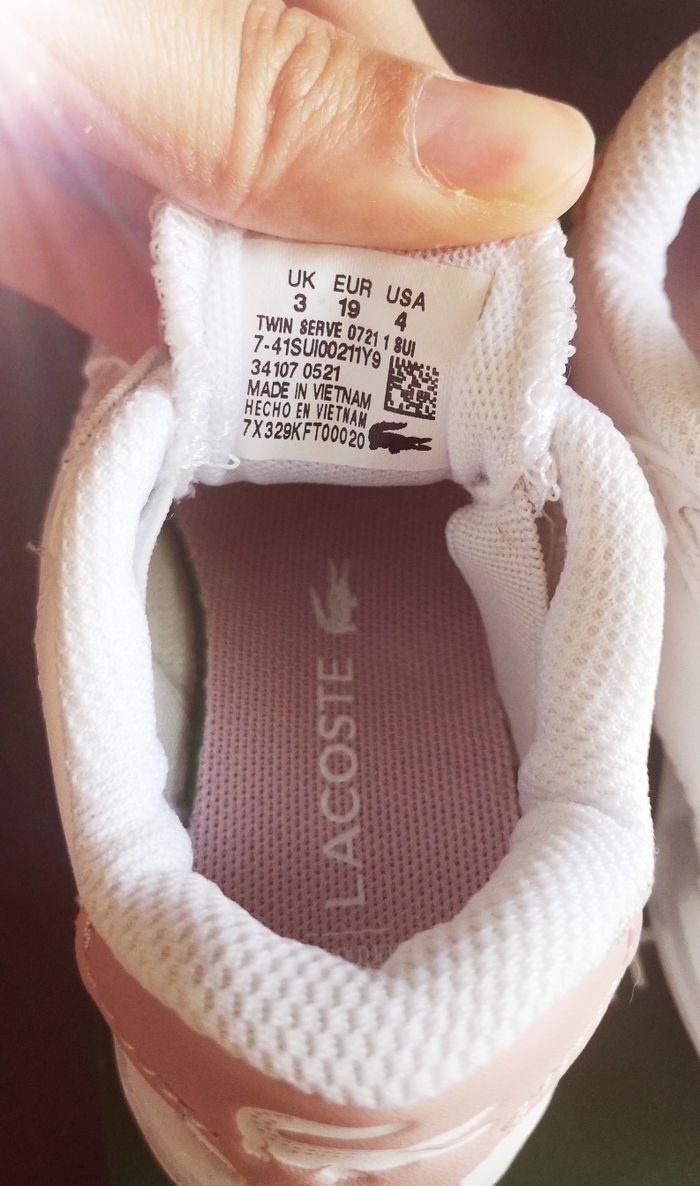 UK EUR USA
3 19 4
TWIN SERVE 0721 1 SUI
7-41SUI00211Y9
34107 0521
MADE IN VIETNAM
HECHO EN VIETNAM
7X329KFT00020
LACOSTE